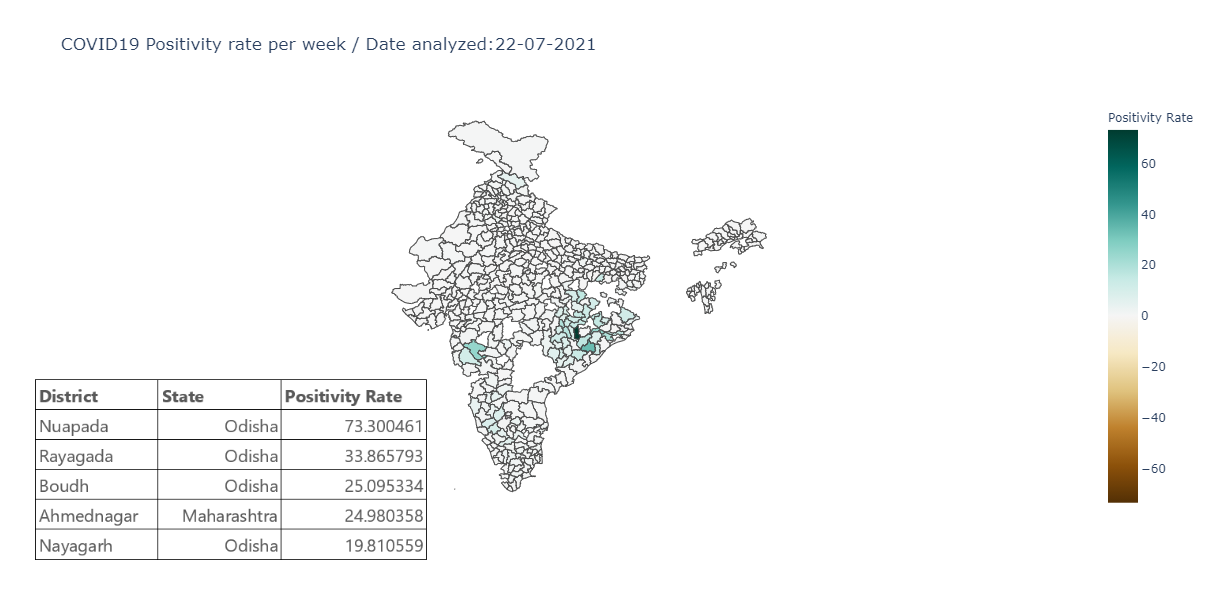 COVID19 Positivity rate per week / Date analyzed:22-07-2021
Positivity Rate
60
40
20
0
−20
−40
−60
District State Positivity Rate
Nuapada Odisha 73.300461
Rayagada Odisha 33.865793
Boudh Odisha 25.095334
Ahmednagar Maharashtra 24.980358
Nayagarh Odisha 19.810559